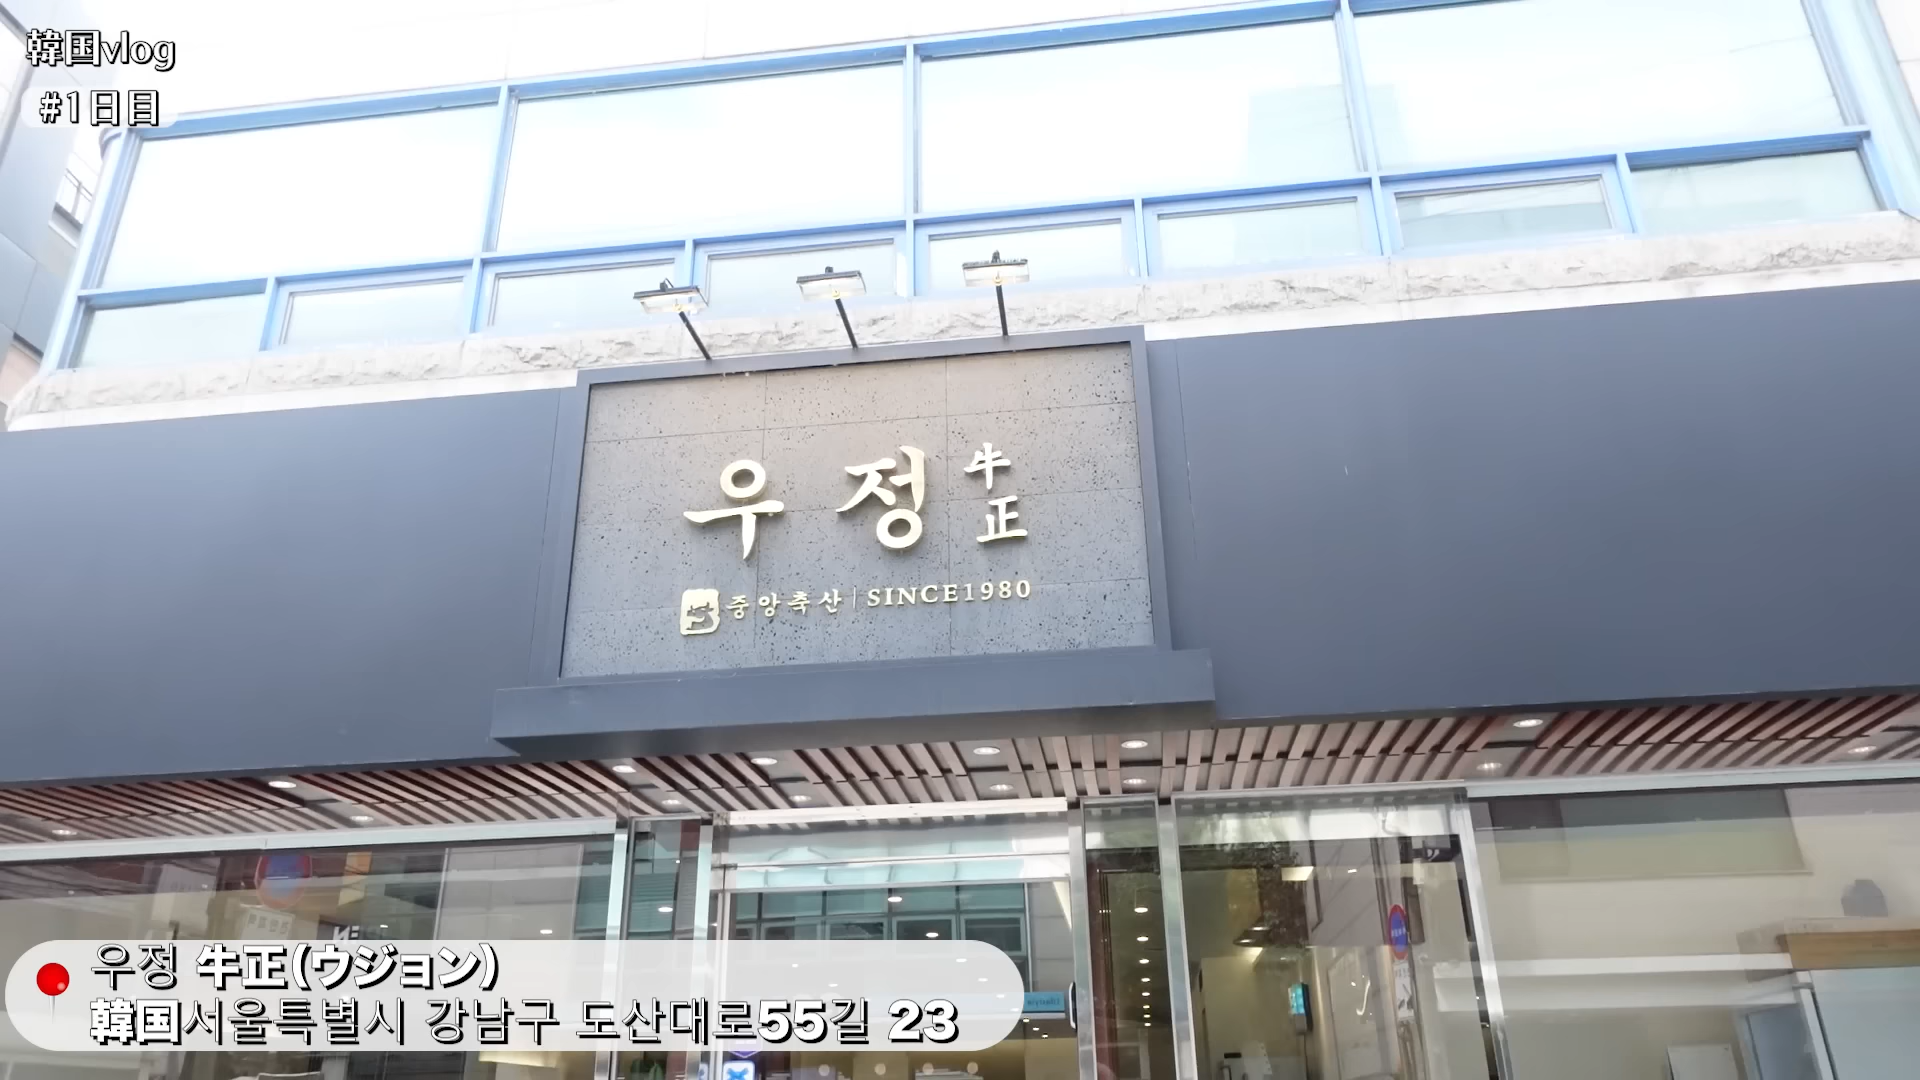 韓国vlog
#1日目
우정 牛正
중앙축산 | SINCE1980
우정 牛正(ウジョン)
韓国서울특별시 강남구 도산대로55길 23